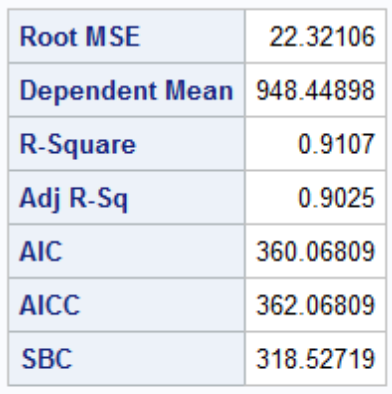 Root MSE 22.32106
Dependent Mean 948.44898
R-Square 0.9107
Adj R-Sq 0.9025
AIC 360.06809
AICC 362.06809
SBC 318.52719